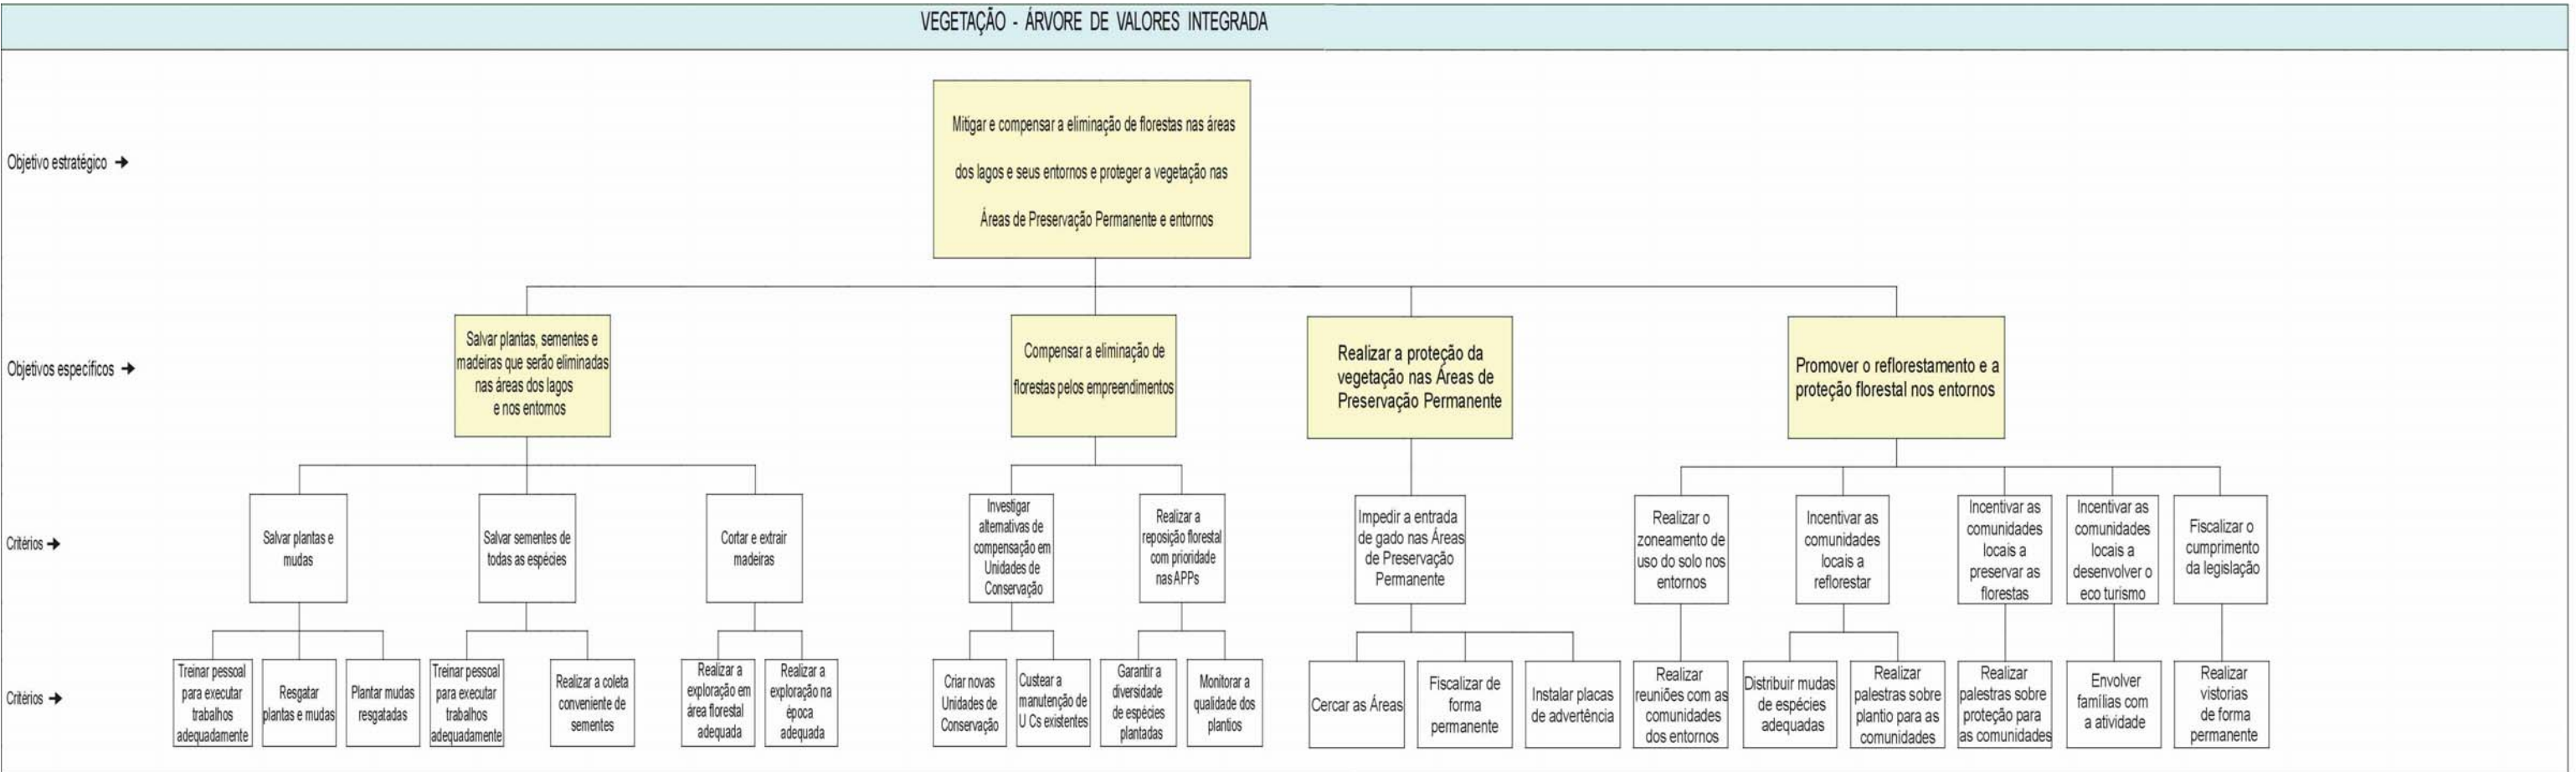 VEGETAÇÃO - ÁRVORE DE VALORES INTEGRADA
Objetivo estratégico →
Mitigar e compensar a eliminação de florestas nas áreas
dos lagos e seus entornos e proteger a vegetação nas
Áreas de Preservação Permanente e entornos
Objetivos específicos →
Salvar plantas, sementes e
madeiras que serão eliminadas
nas áreas dos lagos
e nos entornos
Compensar a eliminação de
florestas pelos empreendimentos
Realizar a proteção da
vegetação nas Áreas de
Preservação Permanente
Promover o reflorestamento e a
proteção florestal nos entornos
Critérios →
Salvar plantas e
mudas
Salvar sementes de
todas as espécies
Cortar e extrair
madeiras
Investigar
alternativas de
compensação em
Unidades de
Conservação
Realizar a
reposição florestal
com prioridade
nas APPs
Impedir a entrada
de gado nas Áreas
de Preservação
Permanente
Realizar o
zoneamento de
uso do solo nos
entornos
Incentivar as
comunidades
locais a
reflorestar
Incentivar as
comunidades
locais a
preservar as
florestas
Incentivar as
comunidades
locais a
desenvolver o
eco turismo
Fiscalizar o
cumprimento
da legislação
Critérios →
Treinar pessoal
para executar
trabalhos
adequadamente
Resgatar
plantas e mudas
Plantar mudas
resgatadas
Treinar pessoal
para executar
trabalhos
adequadamente
Realizar a coleta
conveniente de
sementes
Realizar a
exploração em
área florestal
adequada
Realizar a
exploração na
época
adequada
Criar novas
Unidades de
Conservação
Custear a
manutenção de
U Cs existentes
Garantir a
diversidade
de espécies
plantadas
Monitorar a
qualidade dos
plantios
Cercar as Áreas
Fiscalizar de
forma
permanente
Instalar placas
de advertência
Realizar
reuniões com as
comunidades
dos entornos
Distribuir mudas
de espécies
adequadas
Realizar
palestras sobre
plantio para as
comunidades
Realizar
palestras sobre
proteção para
as comunidades
Envolver
famílias com
a atividade
Realizar
vistorias
de forma
permanente